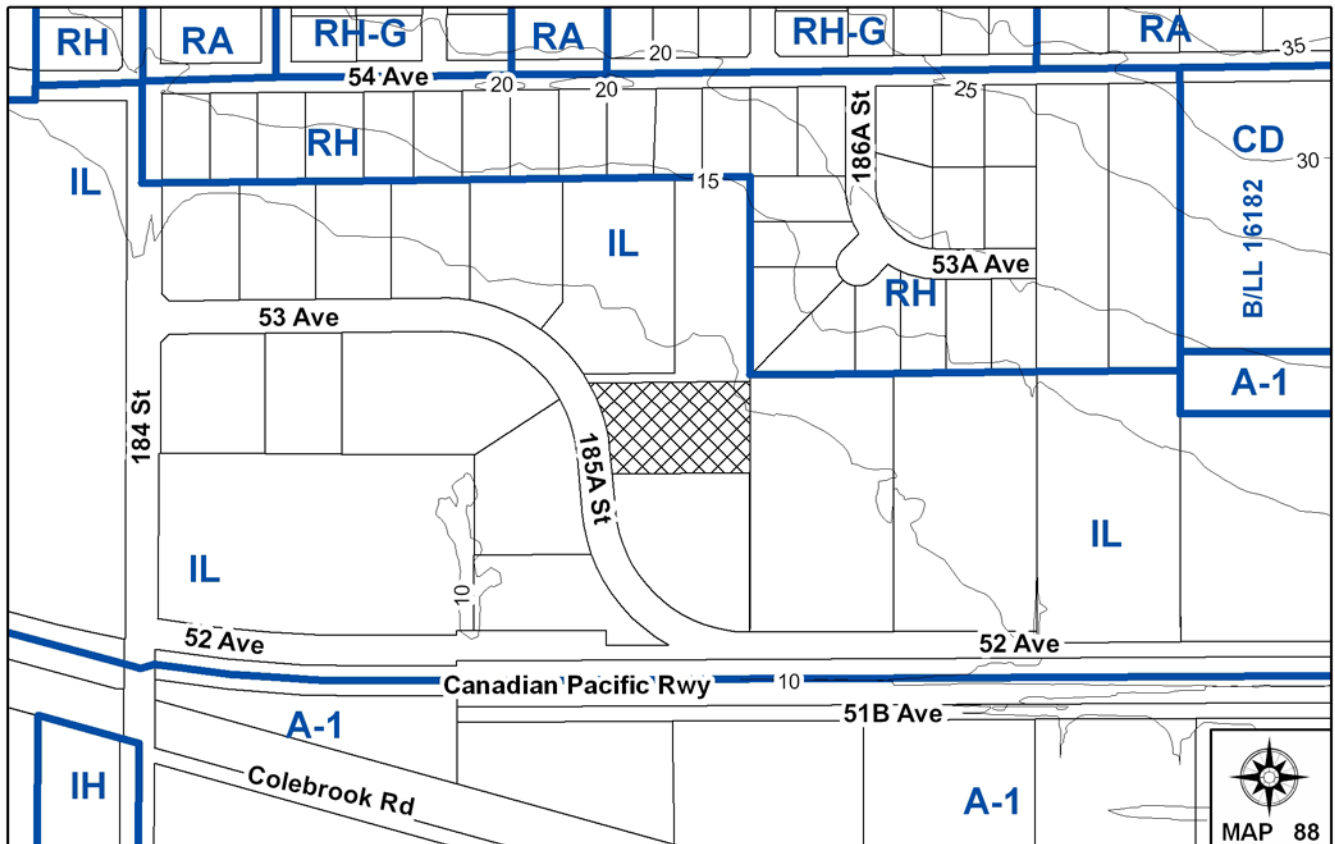 RH
RA
RH-G
RA
RH-G
RA
20
35
54 Ave
20
20
25
186A St
RH
CD
30
IL
15
B/LL 16182
IL
53A Ave
RH
53 Ave
A-1
184 St
185A St
IL
IL
10
52 Ave
52 Ave
Canadian Pacific Rwy
10
51B Ave
A-1
IH
Colebrook Rd
A-1
MAP 88